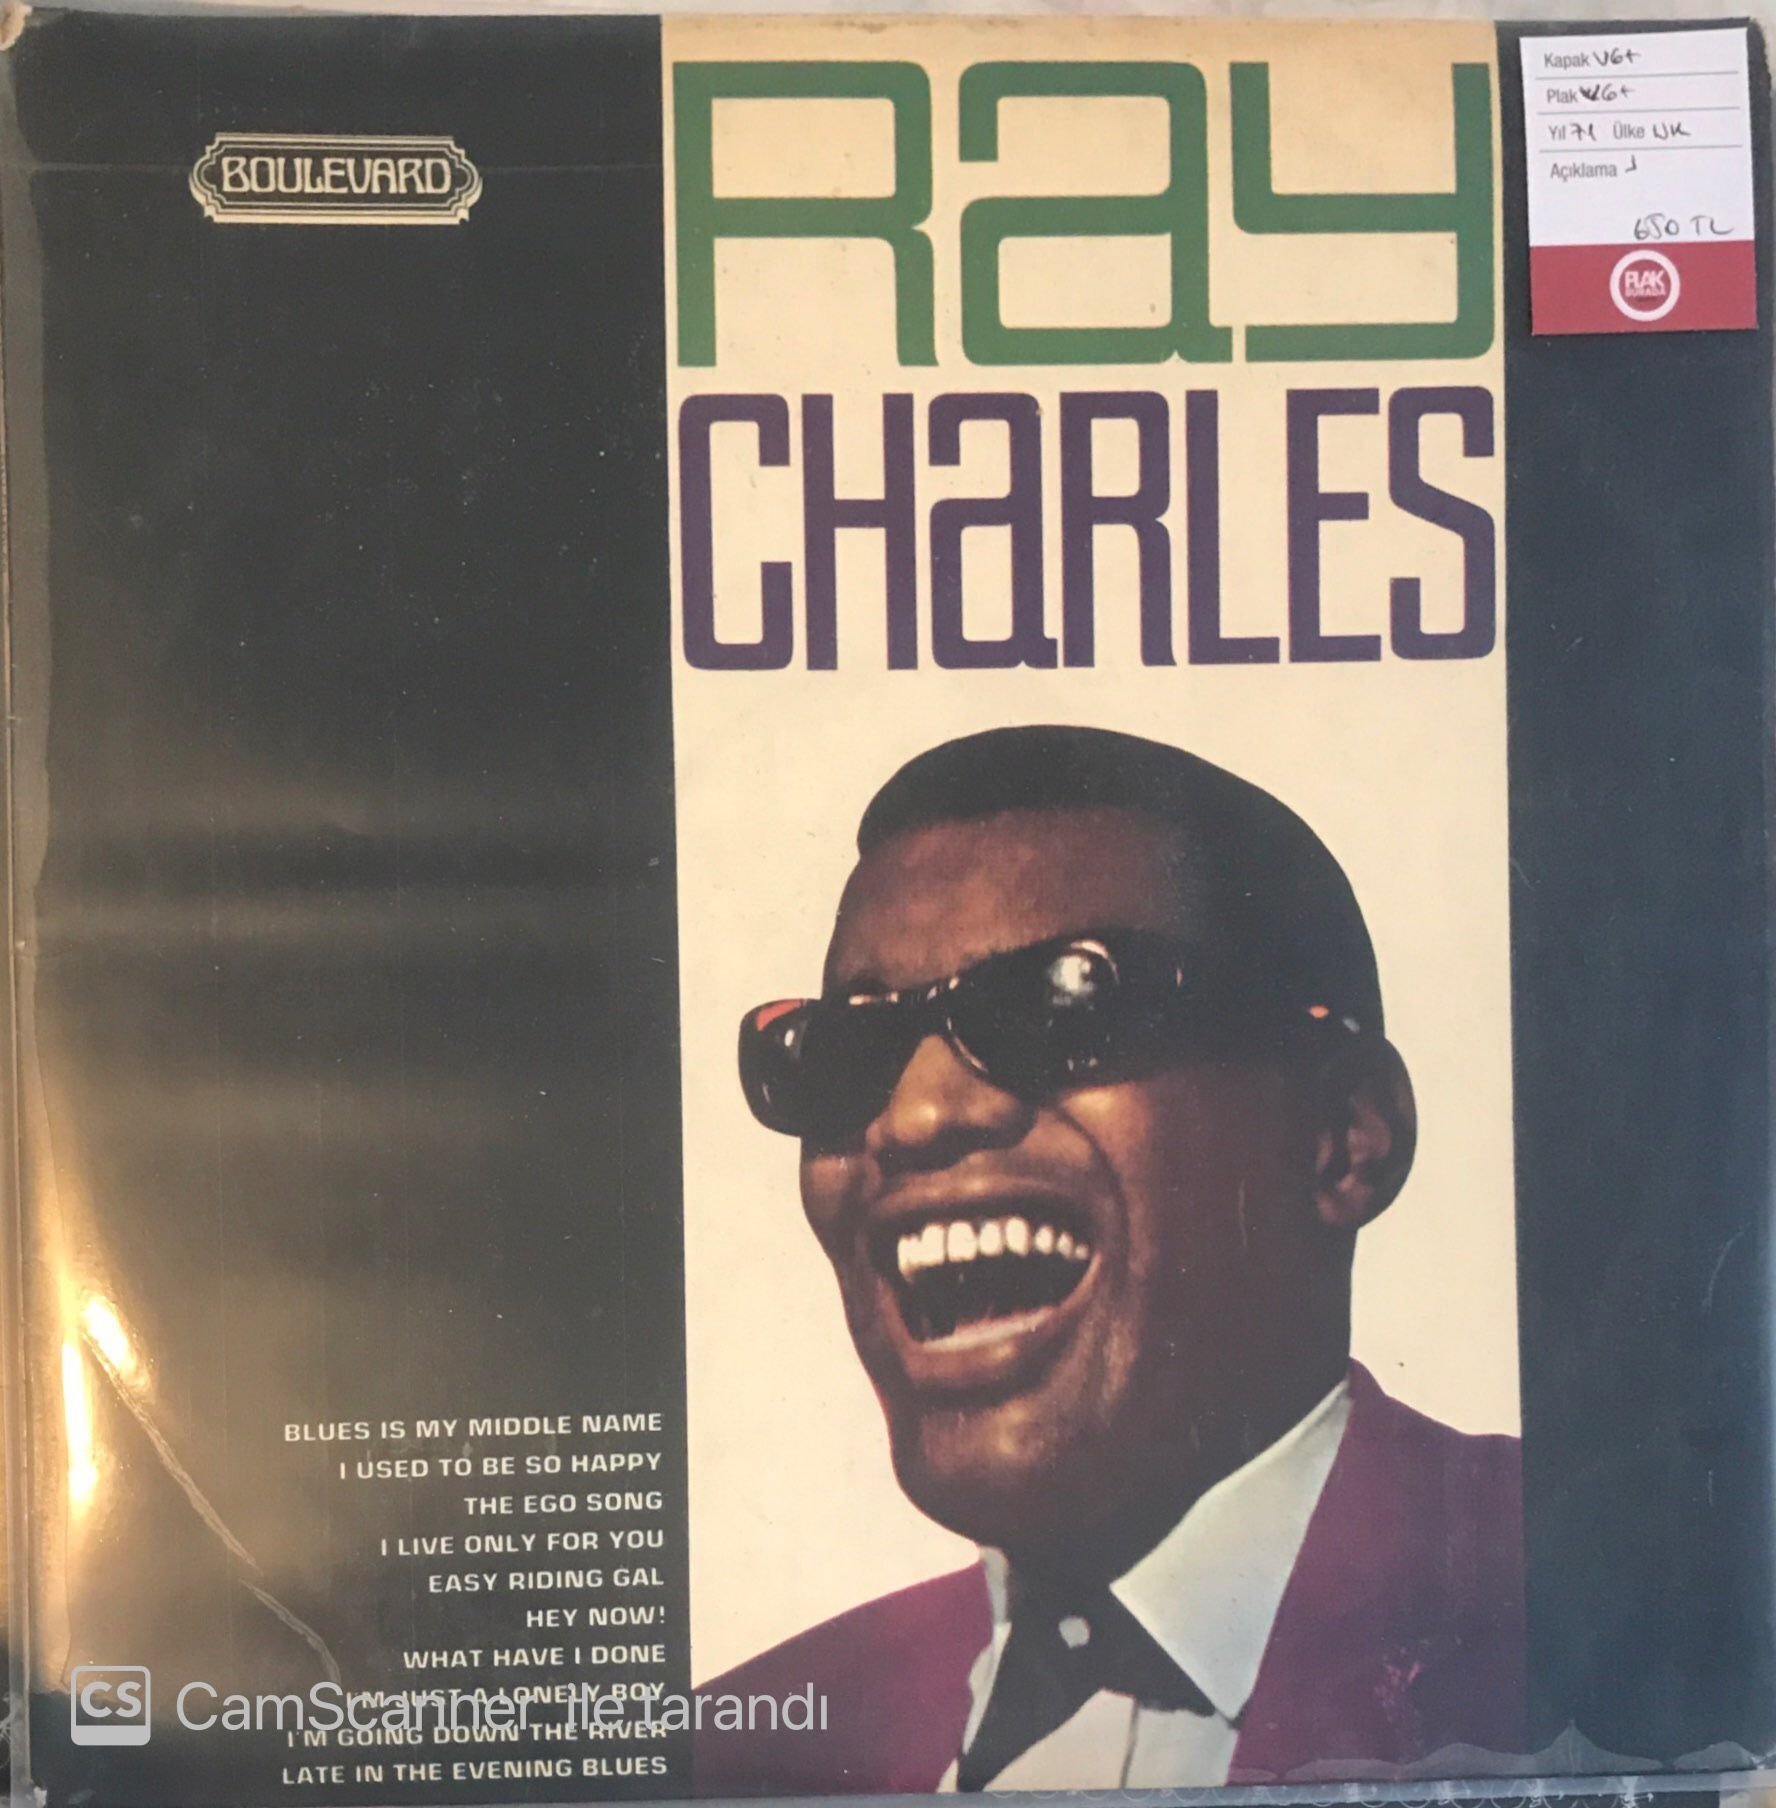 BOULEVARD
Ray
CHaRLES
Kapak VG+
Plak VG+
Yıl 71 Ülke UK
Açıklama
650 TL
PLAK
BURADA
BLUES IS MY MIDDLE NAME
I USED TO BE SO HAPPY
THE EGO SONG
I LIVE ONLY FOR YOU
EASY RIDING GAL
HEY NOW!
WHAT HAVE I DONE
I'M JUST A LONELY BOY
I'M GOING DOWN THE RIVER
LATE IN THE EVENING BLUES
CS CamScanner ile tarandı